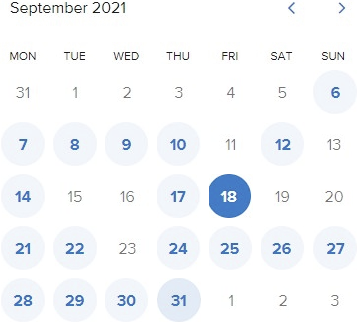 September 2021
MON TUE WED THU FRI SAT SUN
31 1 2 3 4 5 6
7 8 9 10 11 12 13
14 15 16 17 18 19 20
21 22 23 24 25 26 27
28 29 30 31 1 2 3